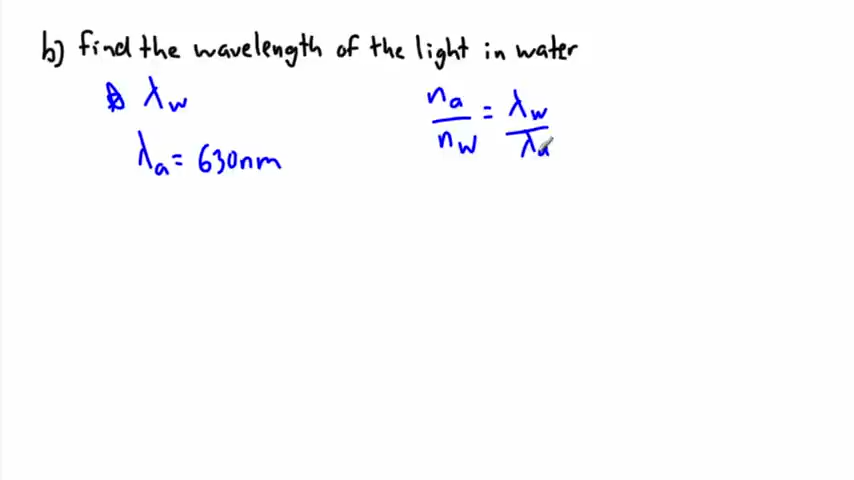 b) find the wavelength of the light in water
λw
na/nw = λw/λa
λa = 630nm